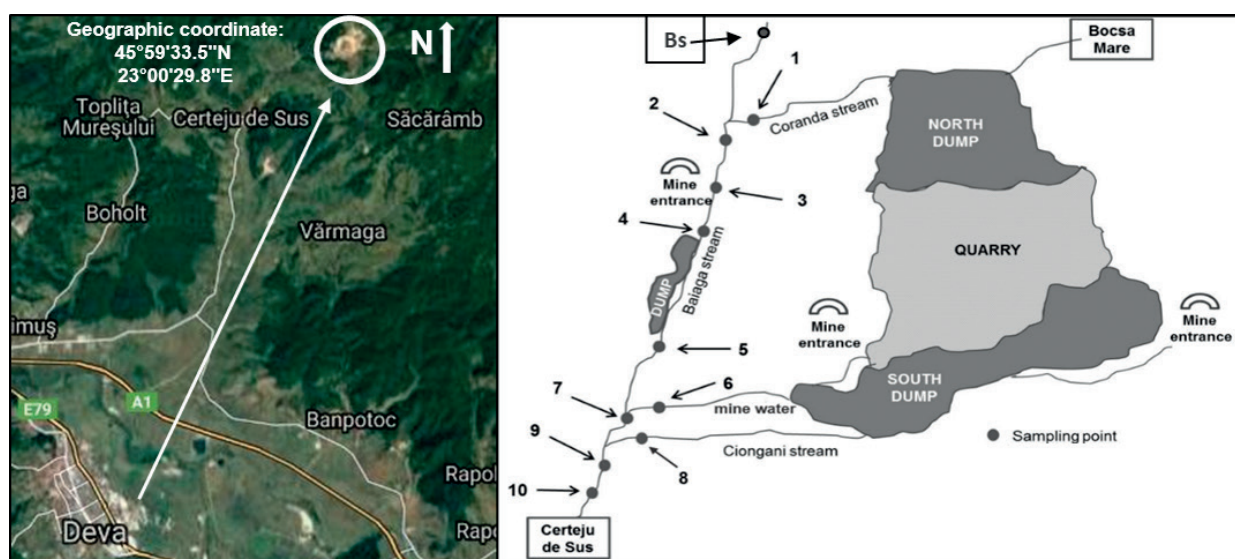 Geographic coordinate:
45°59'33.5"N
23°00'29.8"E
N
Toplița
Mureșului
Certeju de Sus
Săcărâmb
Boholt
Vărmaga
imuș
A1
E79
Banpotoc
Rapol
Rapo
Deva
Bs
Bocsa
Mare
1
2
Coranda stream
NORTH
DUMP
Mine
entrance
3
4
QUARRY
DUMP
Baiaga stream
Mine
entrance
Mine
entrance
5
SOUTH
DUMP
6
7
mine water
Sampling point
9
Ciongani stream
8
10
Certeju
de Sus